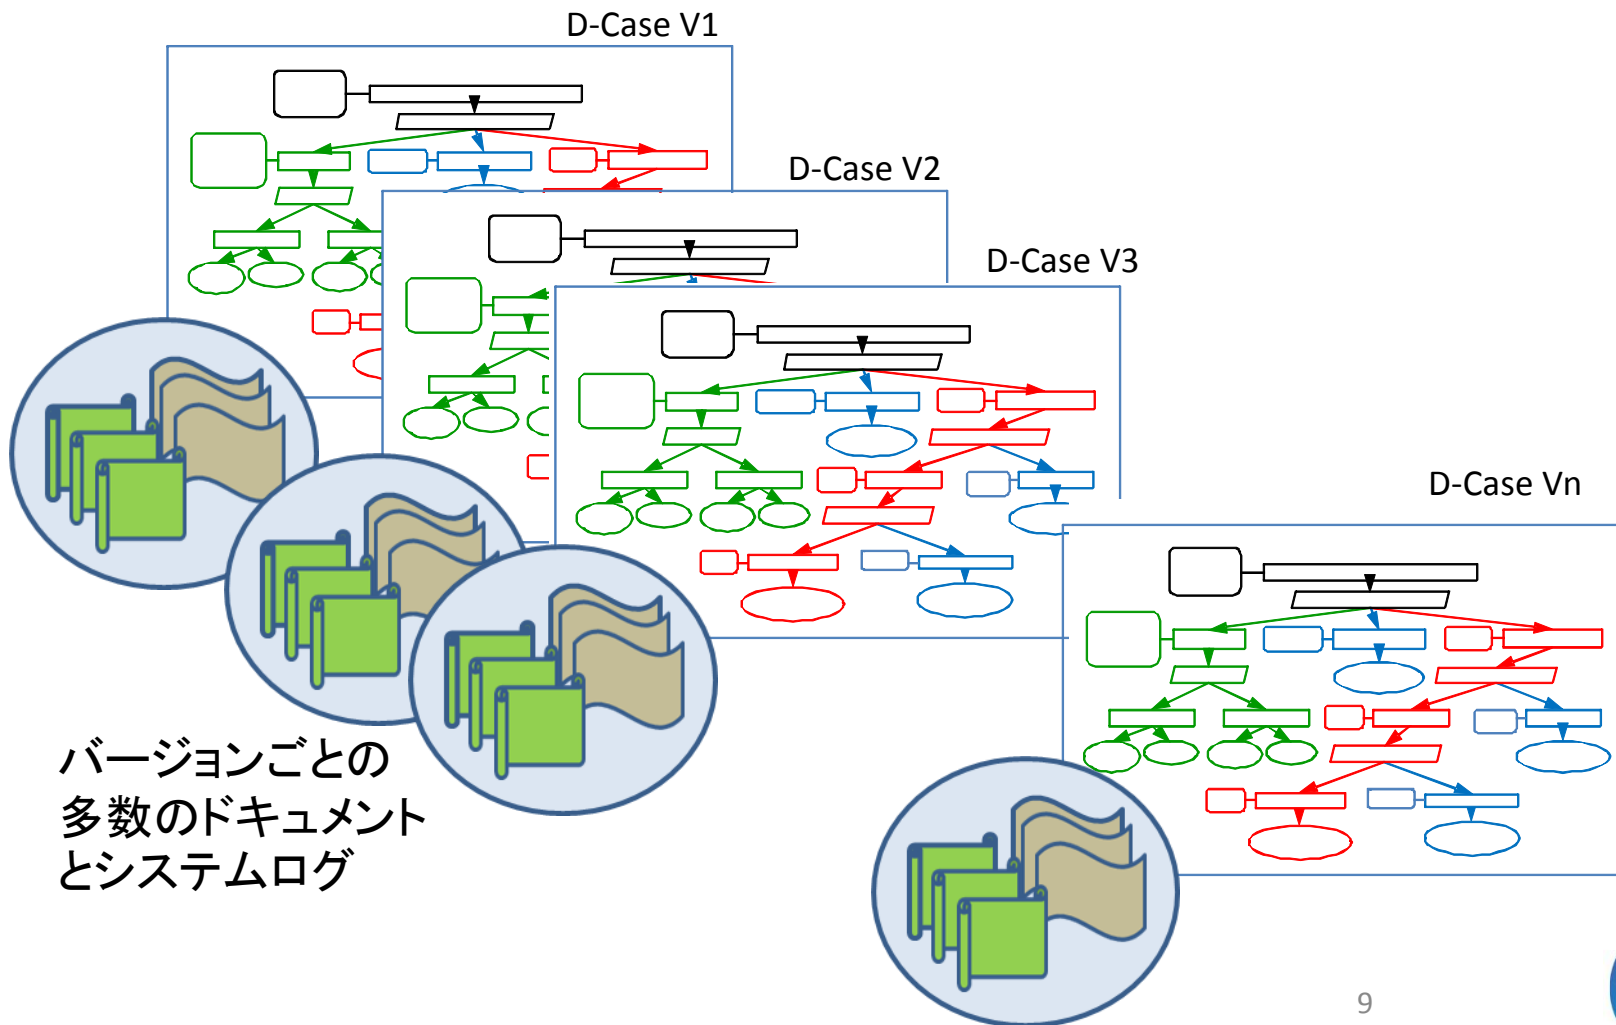 D-Case V1
D-Case V2
D-Case V3
D-Case Vn
バージョンごとの
多数のドキュメント
とシステムログ
9